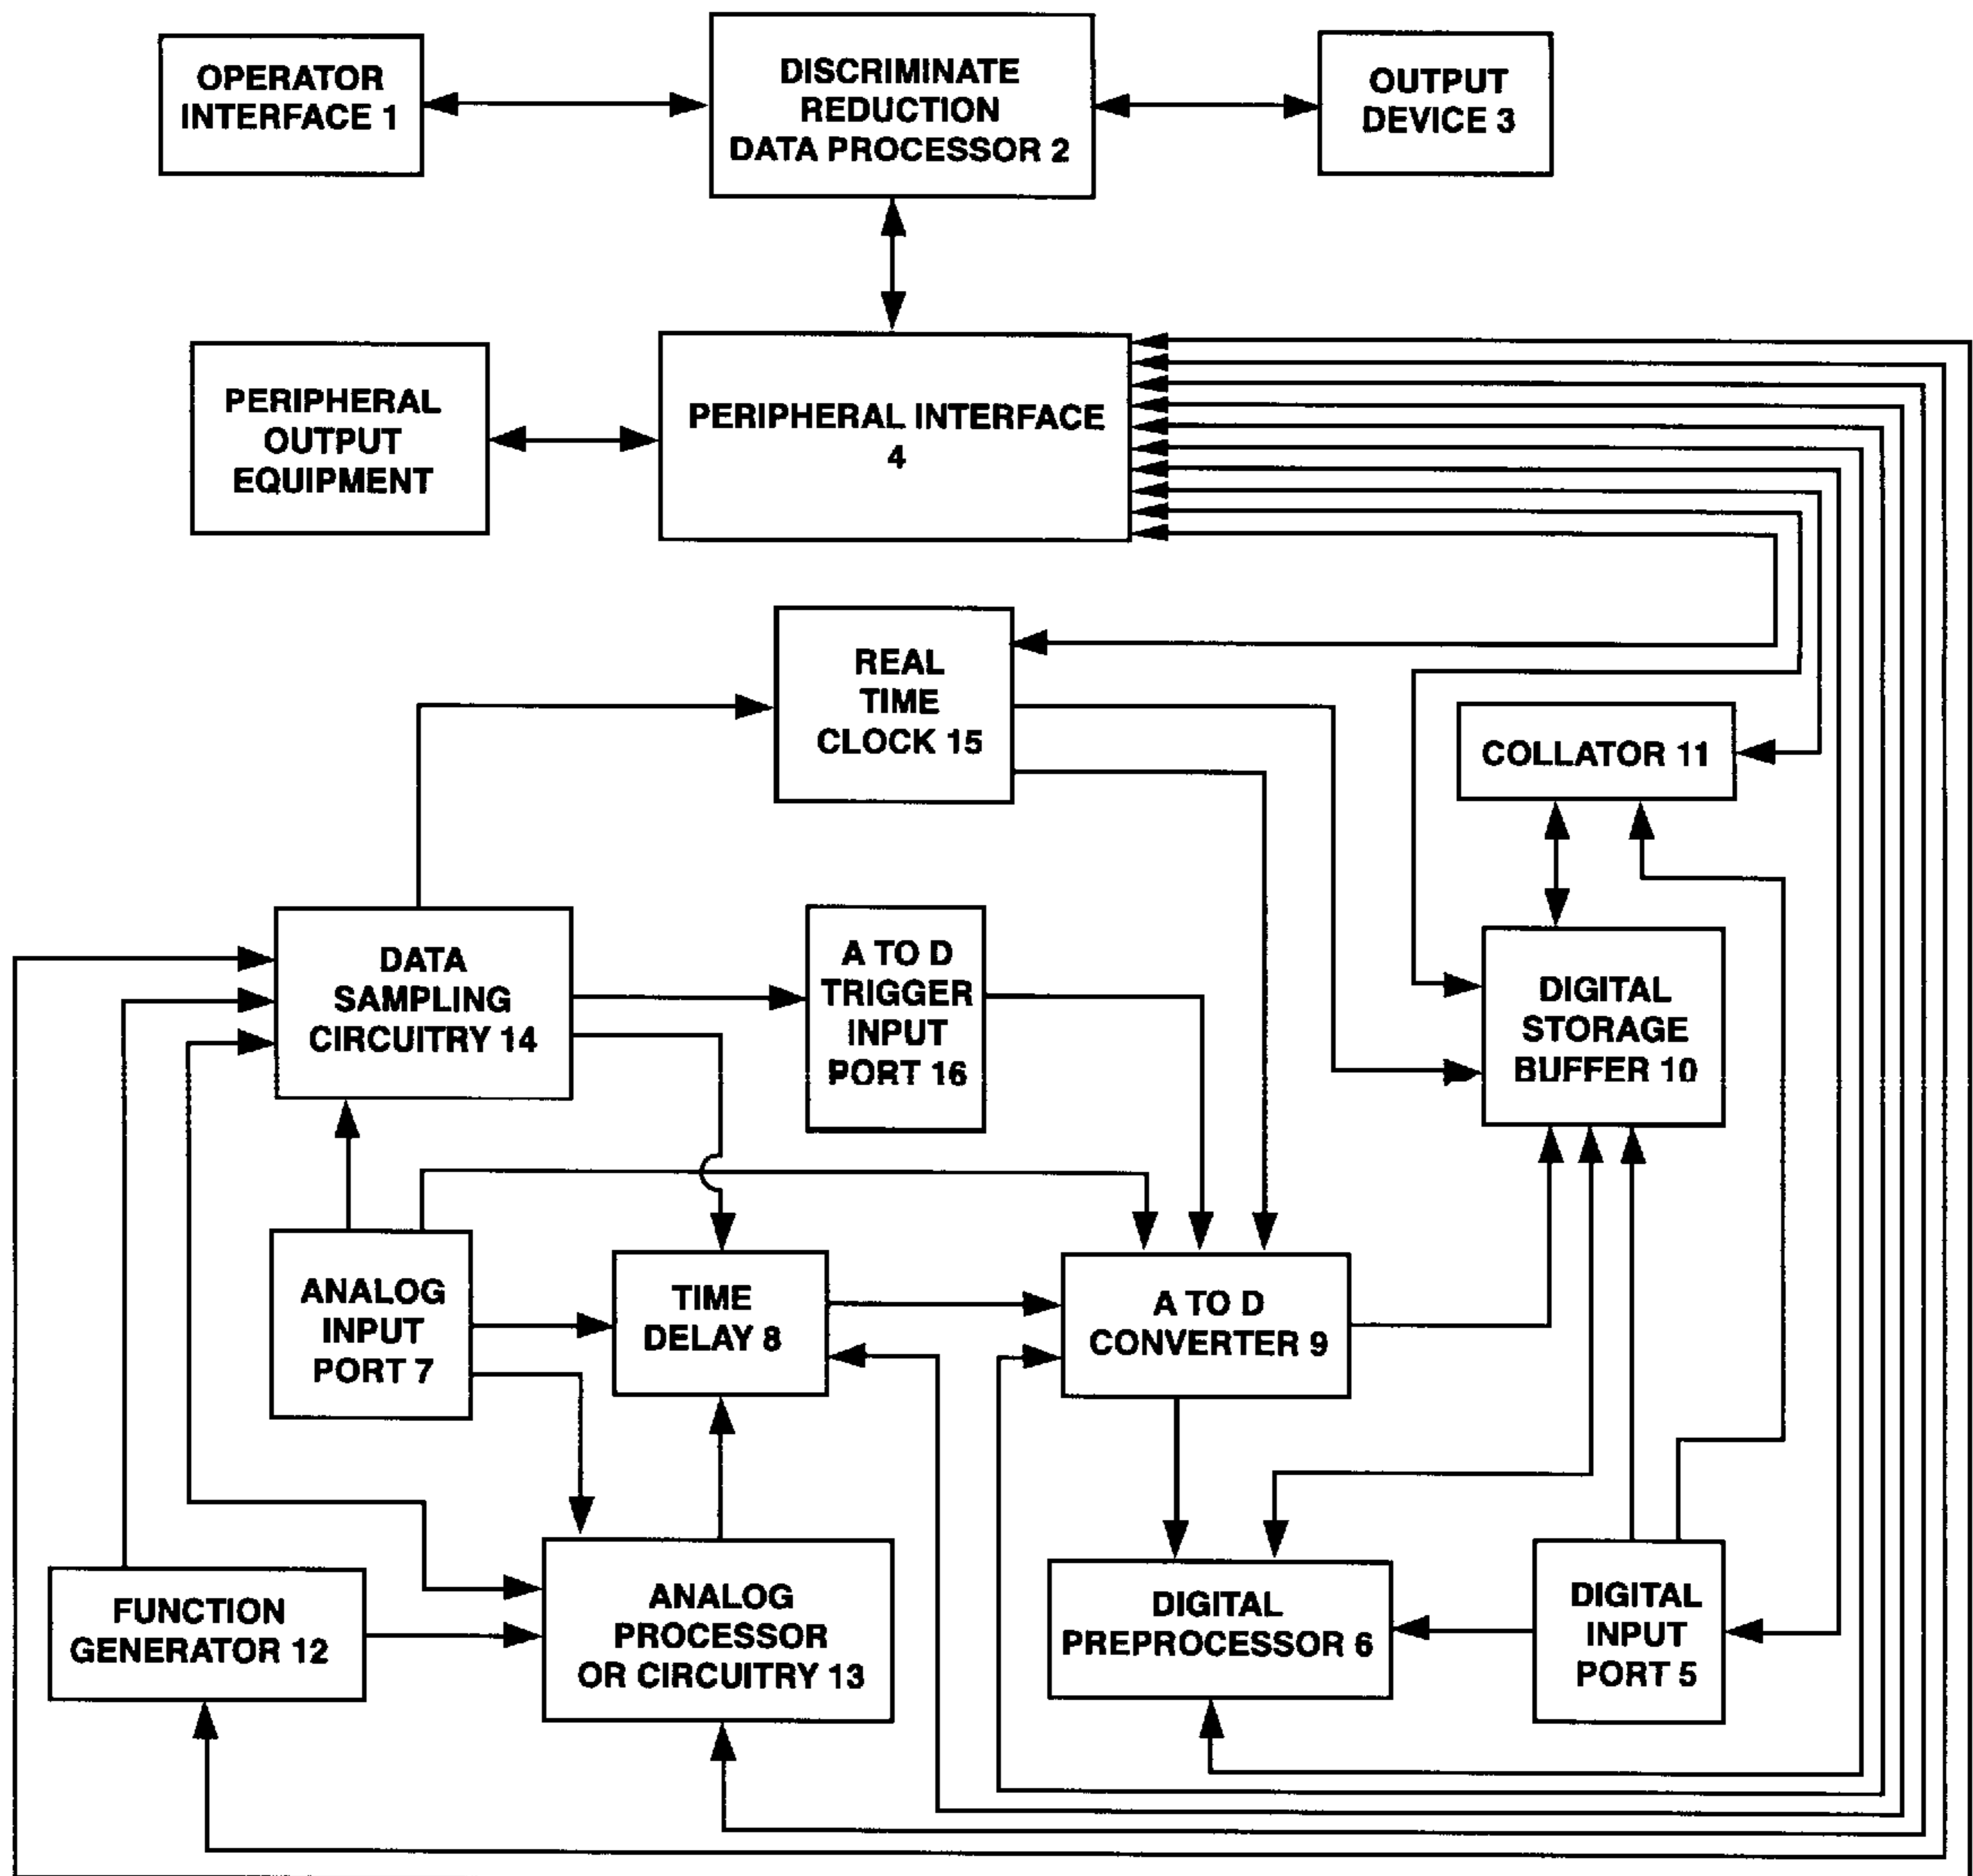 OPERATOR
INTERFACE 1
DISCRIMINATE
REDUCTION
DATA PROCESSOR 2
OUTPUT
DEVICE 3
PERIPHERAL
OUTPUT
EQUIPMENT
PERIPHERAL INTERFACE
4
REAL
TIME
CLOCK 15
COLLATOR 11
DATA
SAMPLING
CIRCUITRY 14
A TO D
TRIGGER
INPUT
PORT 16
DIGITAL
STORAGE
BUFFER 10
ANALOG
INPUT
PORT 7
TIME
DELAY 8
A TO D
CONVERTER 9
FUNCTION
GENERATOR 12
ANALOG
PROCESSOR
OR CIRCUITRY 13
DIGITAL
PREPROCESSOR 6
DIGITAL
INPUT
PORT 5